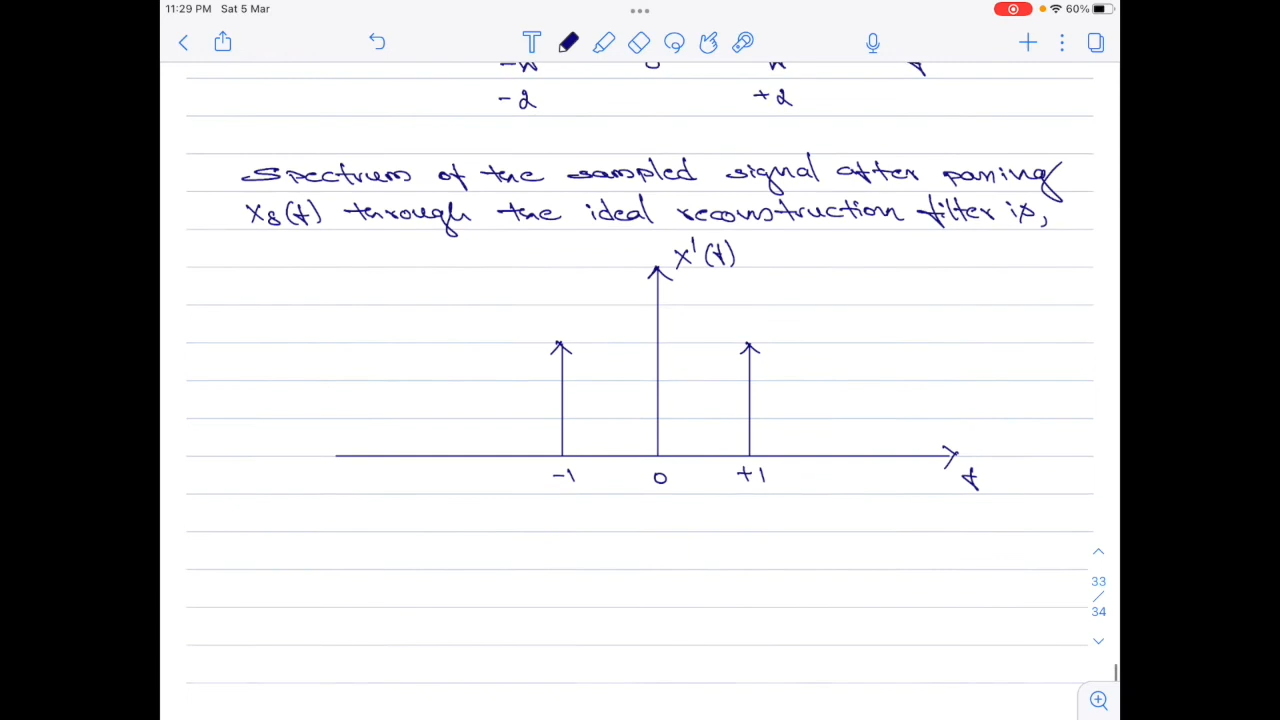 11:29 PM Sat 5 Mar
60%
-W 0 W f
-2 +2
Spectrum of the sampled signal after passing
Xδ(f) through the ideal reconstruction filter is,
X'(f)
-1 0 +1 f
33
34